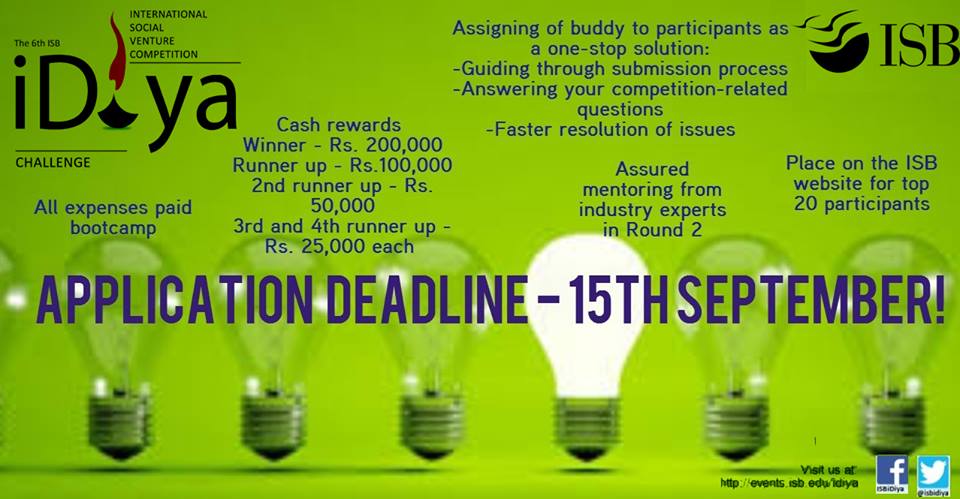 The 6th ISB
INTERNATIONAL
SOCIAL
VENTURE
COMPETITION
iDiya
CHALLENGE
Assigning of buddy to participants as
a one-stop solution:
-Guiding through submission process
-Answering your competition-related
questions
-Faster resolution of issues
ISB
Cash rewards
Winner - Rs. 200,000
Runner up - Rs.100,000
2nd runner up - Rs.
50,000
3rd and 4th runner up -
Rs. 25,000 each
All expenses paid
bootcamp
Assured
mentoring from
industry experts
in Round 2
Place on the ISB
website for top
20 participants
APPLICATION DEADLINE - 15TH SEPTEMBER!
Visit us at
http://events.isb.edu/idiya
ISBiDiya
@isbidiya